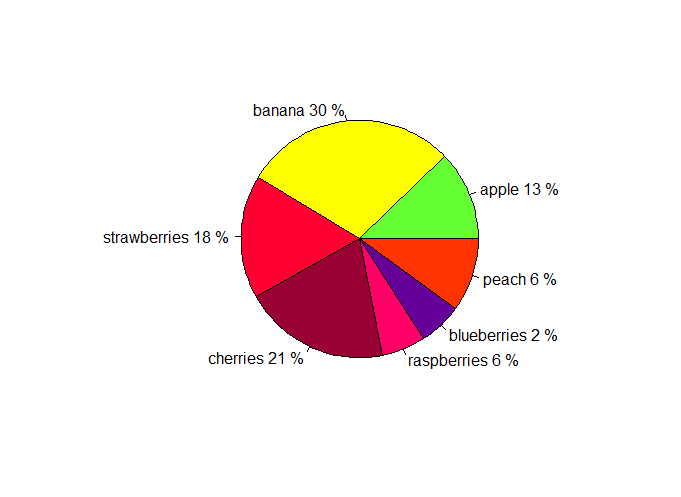 banana 30 %
apple 13 %
strawberries 18 %
peach 6 %
blueberries 2 %
cherries 21 %
raspberries 6 %